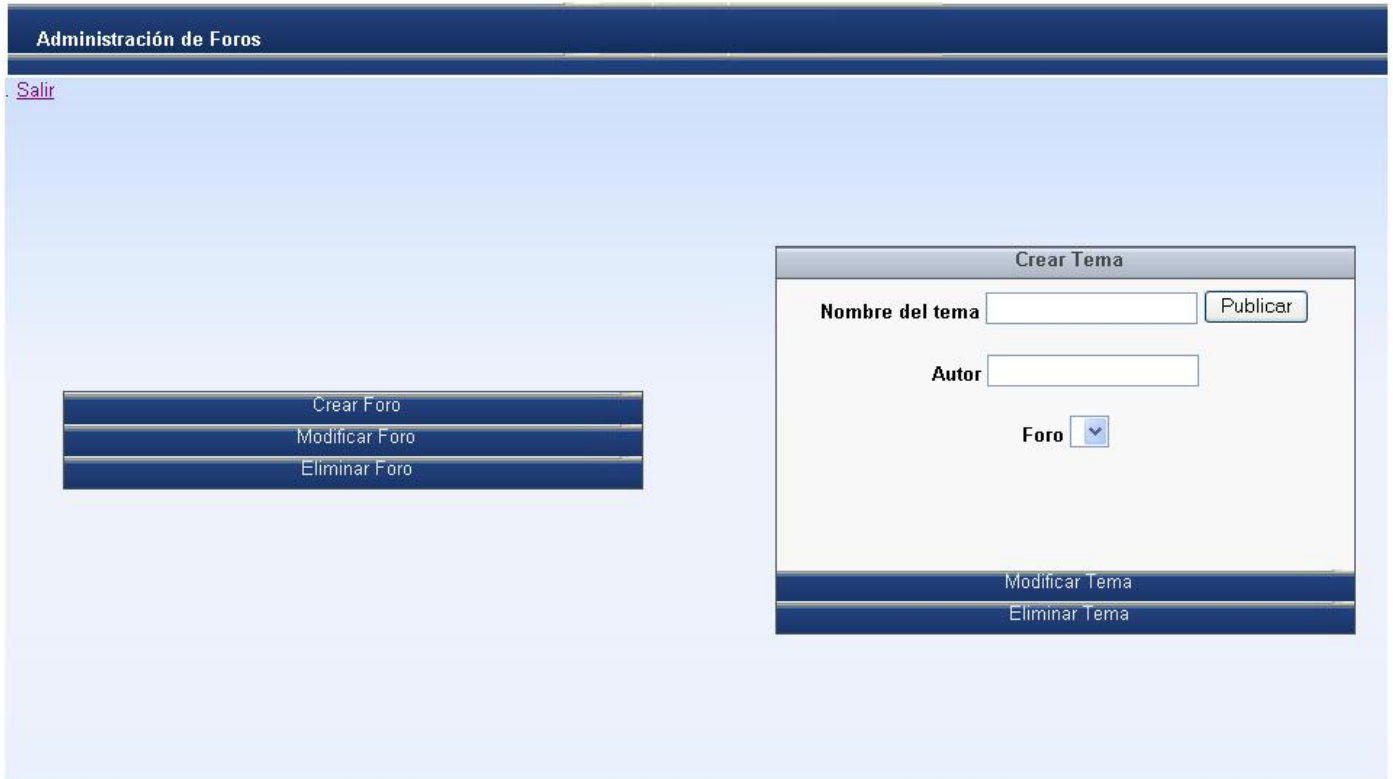 Administración de Foros
. Salir
Crear Foro
Modificar Foro
Eliminar Foro
Crear Tema
Nombre del tema Publicar
Autor
Foro
Modificar Tema
Eliminar Tema